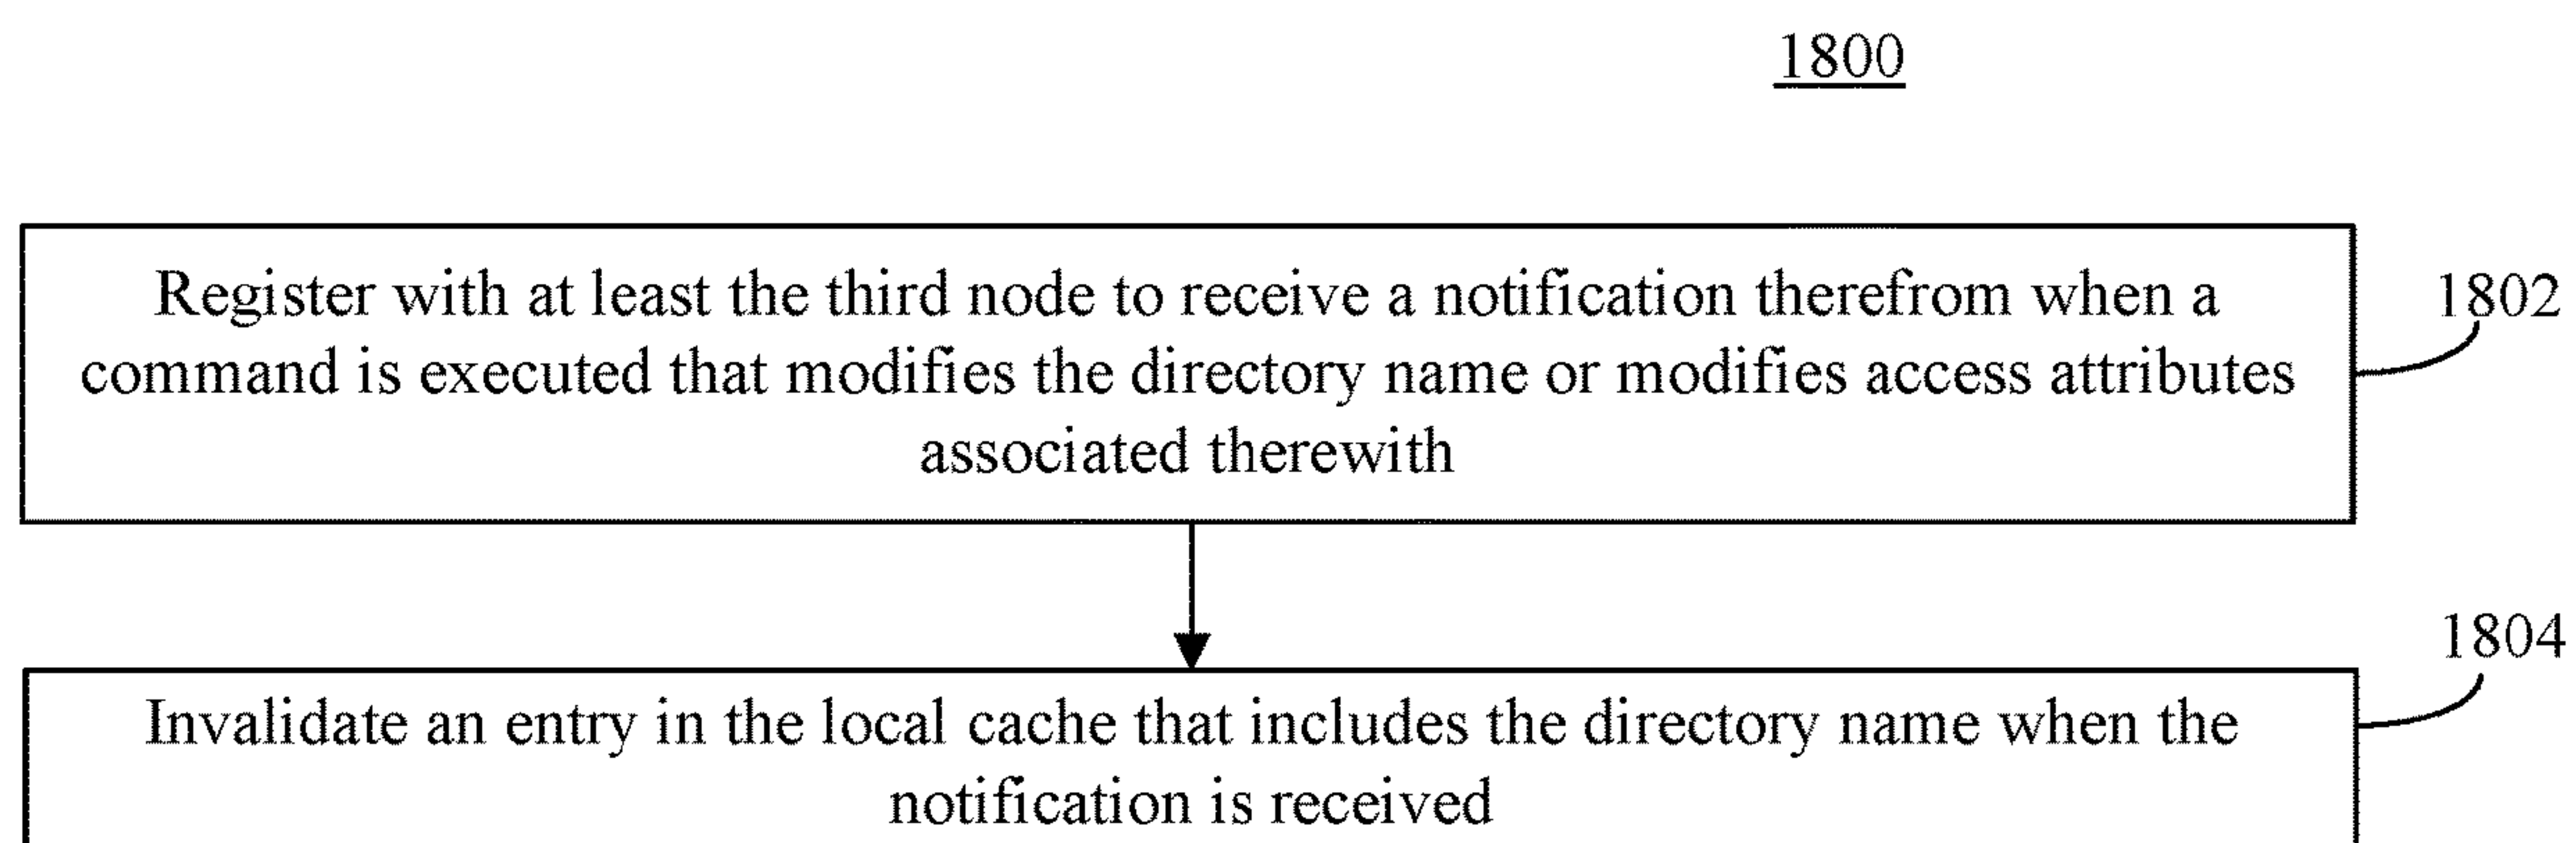 1800
Register with at least the third node to receive a notification therefrom when a
1802
command is executed that modifies the directory name or modifies access attributes
associated therewith
1804
Invalidate an entry in the local cache that includes the directory name when the
notification is received